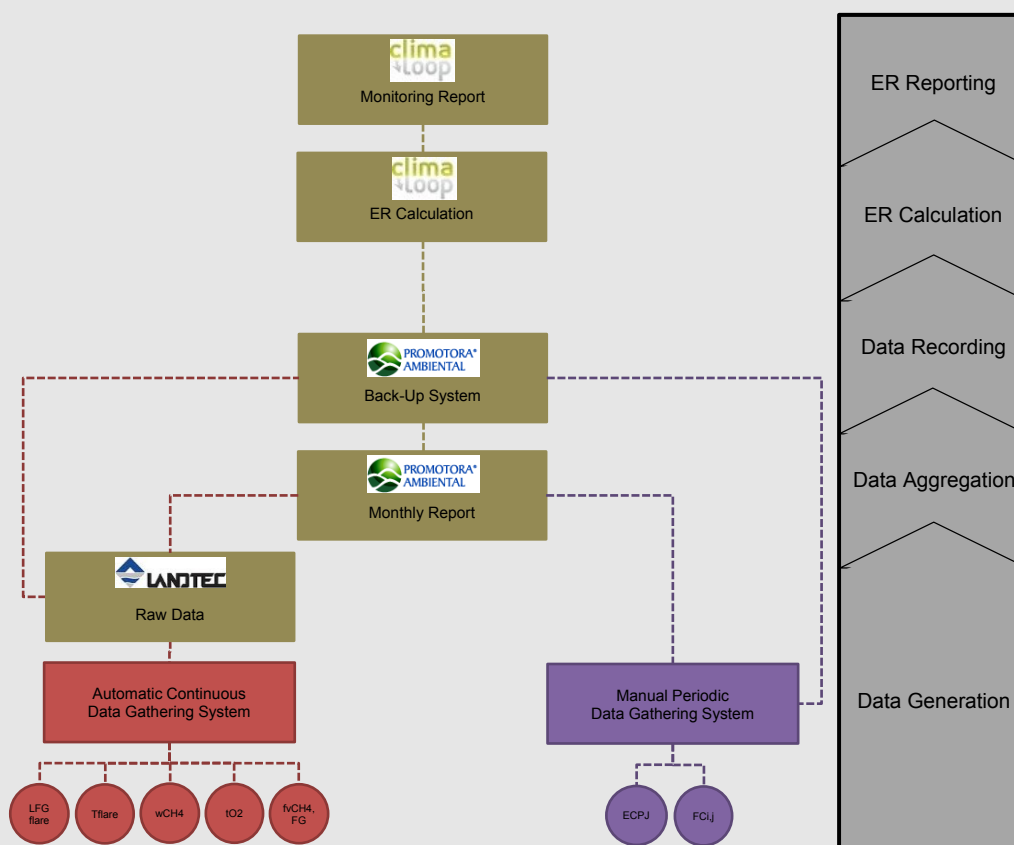 clima
Loop
Monitoring Report
clima
Loop
ER Calculation
PROMOTORA*
AMBIENTAL
Back-Up System
PROMOTORA*
AMBIENTAL
Monthly Report
LANDTEC
Raw Data
Automatic Continuous
Data Gathering System
Manual Periodic
Data Gathering System
LFG
flare
Tflare
wCH4
tO2
fvCH4,
FG
ECPJ
FCi,j
ER Reporting
ER Calculation
Data Recording
Data Aggregation
Data Generation